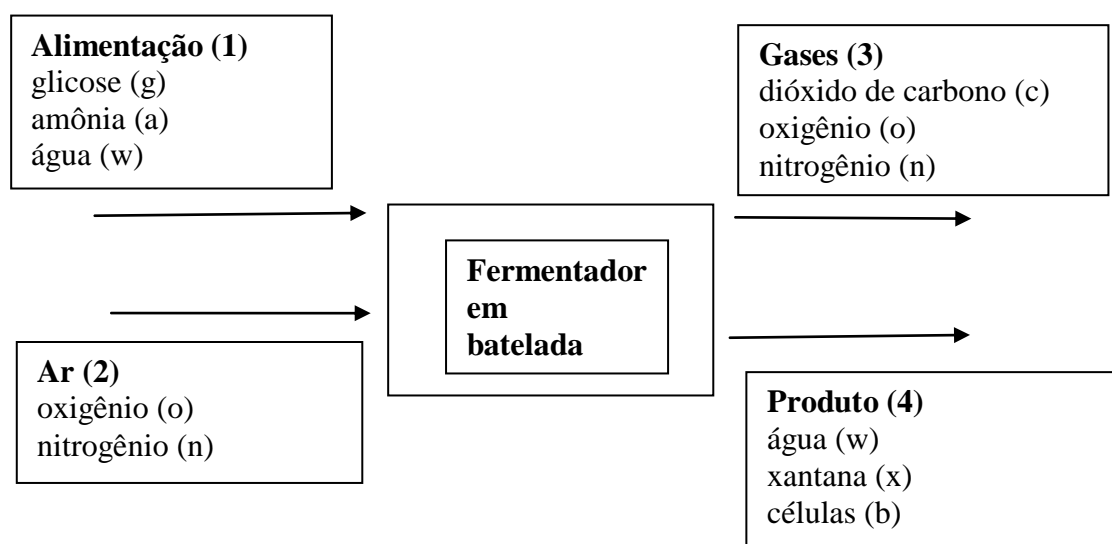 Alimentação (1)
glicose (g)
amônia (a)
água (w)
Gases (3)
dióxido de carbono (c)
oxigênio (o)
nitrogênio (n)
Fermentador
em
batelada
Ar (2)
oxigênio (o)
nitrogênio (n)
Produto (4)
água (w)
xantana (x)
células (b)